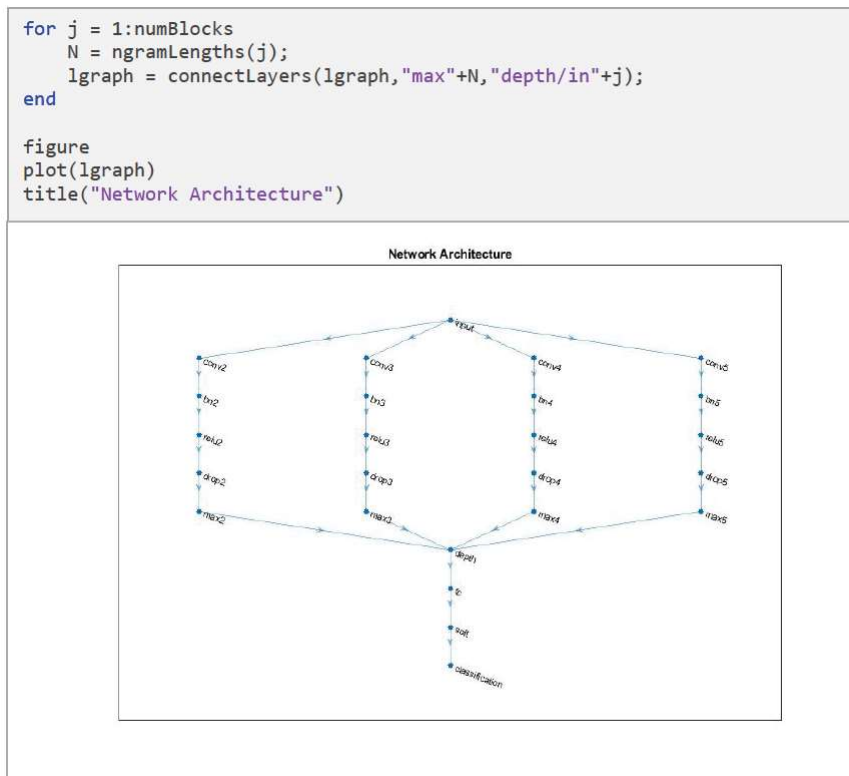 for j = 1:numBlocks
    N = ngramLengths(j);
    lgraph = connectLayers(lgraph,"max"+N,"depth/in"+j);
end

figure
plot(lgraph)
title("Network Architecture")
Network Architecture
input
conv2 conv3 conv4 conv5
bn2 bn3 bn4 bn5
relu2 relu3 relu4 relu5
drop2 drop3 drop4 drop5
max2 max3 max4 max5
depth
fc
soft
classification